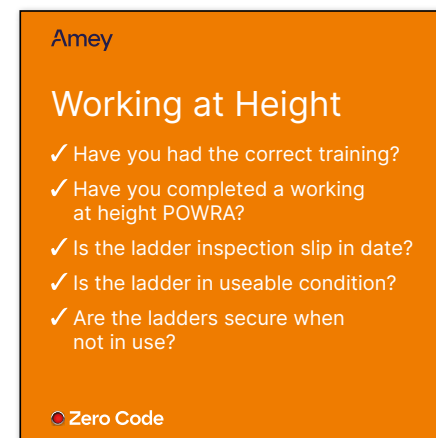 Amey
Working at Height
✓ Have you had the correct training?
✓ Have you completed a working
at height POWRA?
✓ Is the ladder inspection slip in date?
✓ Is the ladder in useable condition?
✓ Are the ladders secure when
not in use?
Zero Code